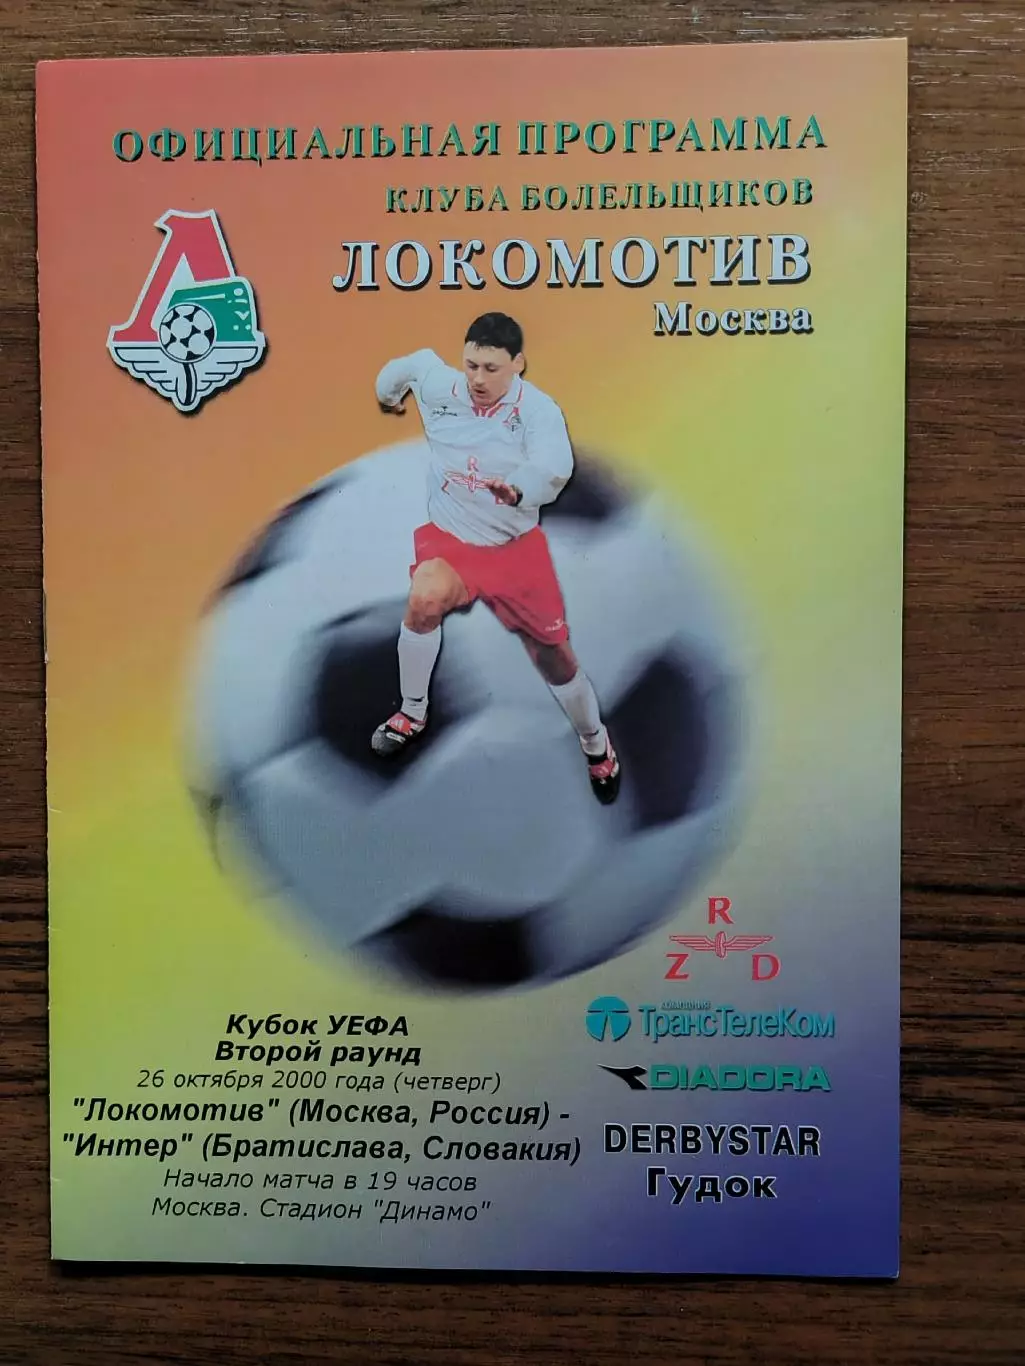 ОФИЦИАЛЬНАЯ ПРОГРАММА
КЛУБА БОЛЕЛЬЩИКОВ
ЛОКОМОТИВ
Москва
R
Z D
КОМПАНИЯ
ТрансТелеКом
DIADORA
DERBYSTAR
Гудок
Кубок УЕФА
Второй раунд
26 октября 2000 года (четверг)
"Локомотив" (Москва, Россия) -
"Интер" (Братислава, Словакия)
Начало матча в 19 часов
Москва. Стадион "Динамо"